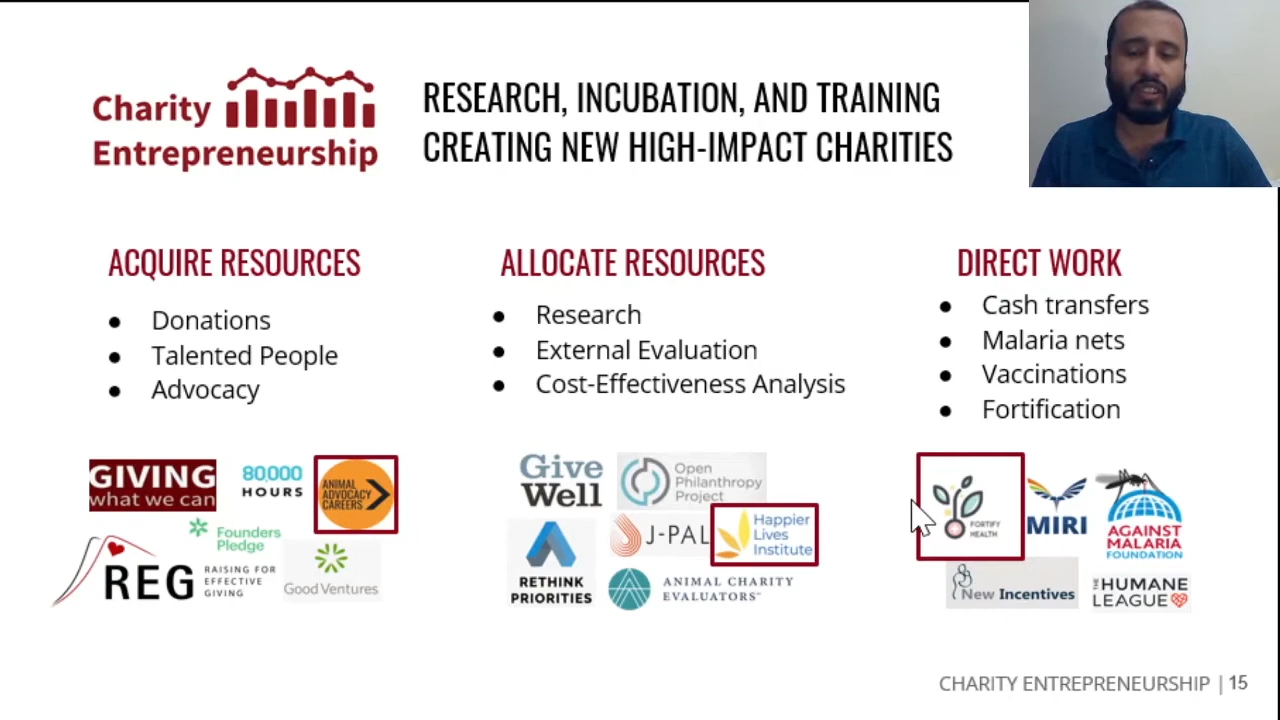 Charity
Entrepreneurship
RESEARCH, INCUBATION, AND TRAINING
CREATING NEW HIGH-IMPACT CHARITIES
ACQUIRE RESOURCES
● Donations
● Talented People
● Advocacy
GIVING
what we can
80,000
HOURS
ANIMAL
ADVOCACY
CAREERS
Founders
Pledge
REG
RAISING FOR
EFFECTIVE
GIVING
Good Ventures
ALLOCATE RESOURCES
● Research
● External Evaluation
● Cost-Effectiveness Analysis
Give
Well
Open
Philanthropy
Project
J-PAL
Happier
Lives
Institute
RETHINK
PRIORITIES
ANIMAL CHARITY
EVALUATORS™
DIRECT WORK
● Cash transfers
● Malaria nets
● Vaccinations
● Fortification
FORTIFY
HEALTH
MIRI
AGAINST
MALARIA
FOUNDATION
New Incentives
THE HUMANE
LEAGUE
CHARITY ENTREPRENEURSHIP | 15